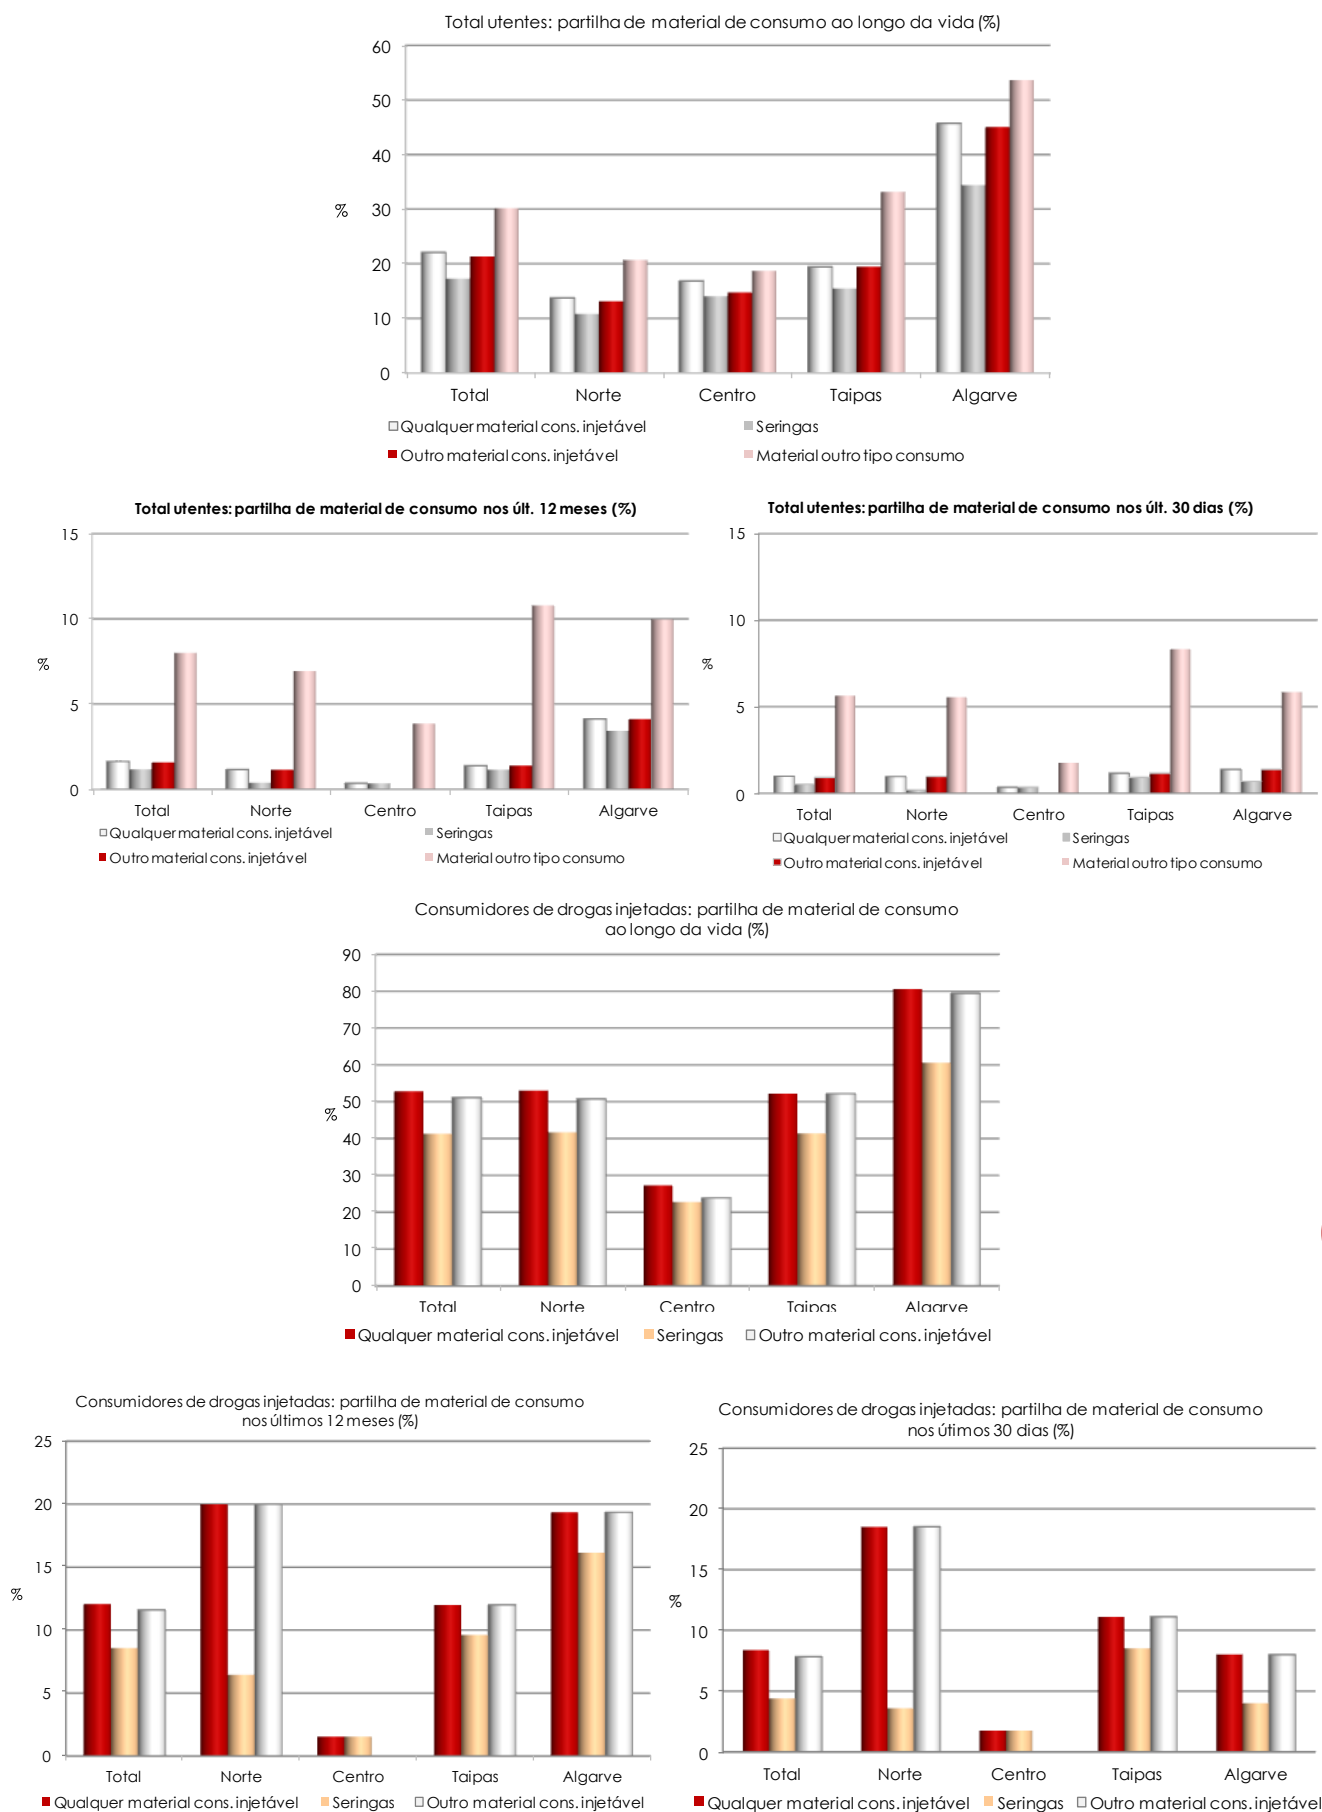 Total utentes: partilha de material de consumo ao longo da vida (%)
60
50
40
30
20
10
0
%
Total Norte Centro Taipas Algarve
Qualquer material cons. injetável Seringas
Outro material cons. injetável Material outro tipo consumo
Total utentes: partilha de material de consumo nos últ. 12 meses (%)
15
10
5
0
%
Total Norte Centro Taipas Algarve
Qualquer material cons. injetável Seringas
Outro material cons. injetável Material outro tipo consumo
Total utentes: partilha de material de consumo nos últ. 30 dias (%)
15
10
5
0
%
Total Norte Centro Taipas Algarve
Qualquer material cons. injetável Seringas
Outro material cons. injetável Material outro tipo consumo
Consumidores de drogas injetadas: partilha de material de consumo
ao longo da vida (%)
90
80
70
60
50
40
30
20
10
0
%
Total Norte Centro Taipas Algarve
Qualquer material cons. injetável Seringas Outro material cons. injetável
Consumidores de drogas injetadas: partilha de material de consumo
nos últimos 12 meses (%)
25
20
15
10
5
0
%
Total Norte Centro Taipas Algarve
Qualquer material cons. injetável Seringas Outro material cons. injetável
Consumidores de drogas injetadas: partilha de material de consumo
nos útimos 30 dias (%)
25
20
15
10
5
0
%
Total Norte Centro Taipas Algarve
Qualquer material cons. injetável Seringas Outro material cons. injetável